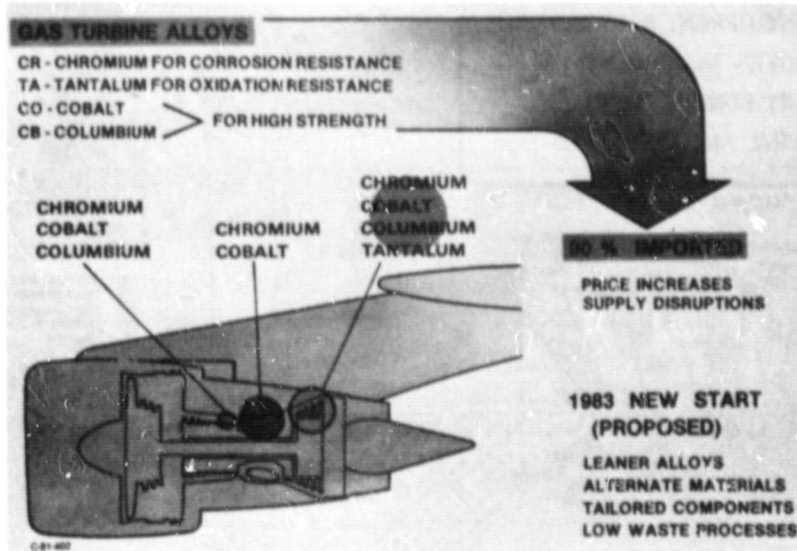 GAS TURBINE ALLOYS
CR - CHROMIUM FOR CORROSION RESISTANCE
TA - TANTALUM FOR OXIDATION RESISTANCE
CO - COBALT
CB - COLUMBIUM
FOR HIGH STRENGTH
CHROMIUM
COBALT
COLUMBIUM
CHROMIUM
COBALT
CHROMIUM
COBALT
COLUMBIUM
TANTALUM
90 % IMPORTED
PRICE INCREASES
SUPPLY DISRUPTIONS
1983 NEW START
(PROPOSED)
LEANER ALLOYS
ALTERNATE MATERIALS
TAILORED COMPONENTS
LOW WASTE PROCESSES
C-81-402